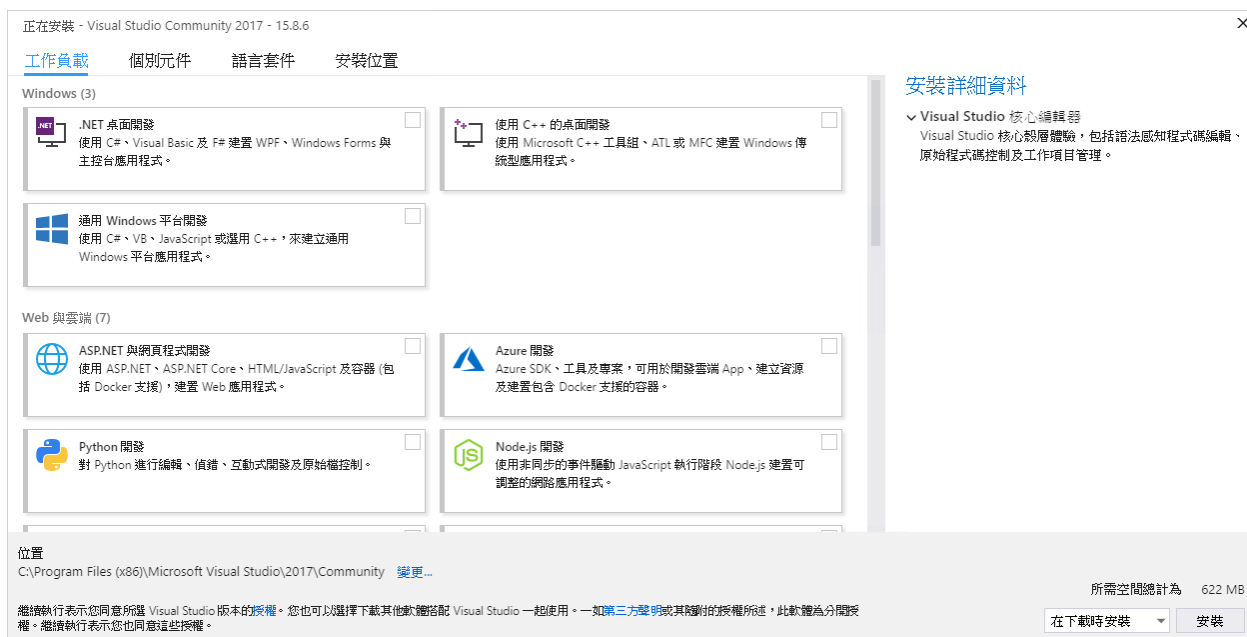 正在安裝 - Visual Studio Community 2017 - 15.8.6
工作負載 個別元件 語言套件 安裝位置
Windows (3)
.NET 桌面開發
使用 C#、Visual Basic 及 F# 建置 WPF、Windows Forms 與
主控台應用程式。
使用 C++ 的桌面開發
使用 Microsoft C++ 工具組、ATL 或 MFC 建置 Windows 傳
統型應用程式。
通用 Windows 平台開發
使用 C#、VB、JavaScript 或選用 C++，來建立通用
Windows 平台應用程式。
Web 與雲端 (7)
ASP.NET 與網頁程式開發
使用 ASP.NET、ASP.NET Core、HTML/JavaScript 及容器 (包
括 Docker 支援)，建置 Web 應用程式。
Azure 開發
Azure SDK、工具及專案，可用於開發雲端 App、建立資源
及建置包含 Docker 支援的容器。
Python 開發
對 Python 進行編輯、偵錯、互動式開發及原始檔控制。
Node.js 開發
使用非同步的事件驅動 JavaScript 執行階段 Node.js 建置可
調整的網路應用程式。
安裝詳細資料
Visual Studio 核心編輯器
Visual Studio 核心殼層體驗，包括語法感知程式碼編輯、
原始程式碼控制及工作項目管理。
位置
C:\Program Files (x86)\Microsoft Visual Studio\2017\Community 變更...
所需空間總計為 622 MB
繼續執行表示您同意所選 Visual Studio 版本的授權。您也可以選擇下載其他軟體搭配 Visual Studio 一起使用。一如第三方聲明或其隨附的授權所述，此軟體為分開授
權。繼續執行表示您也同意這些授權。
在下載時安裝 安裝